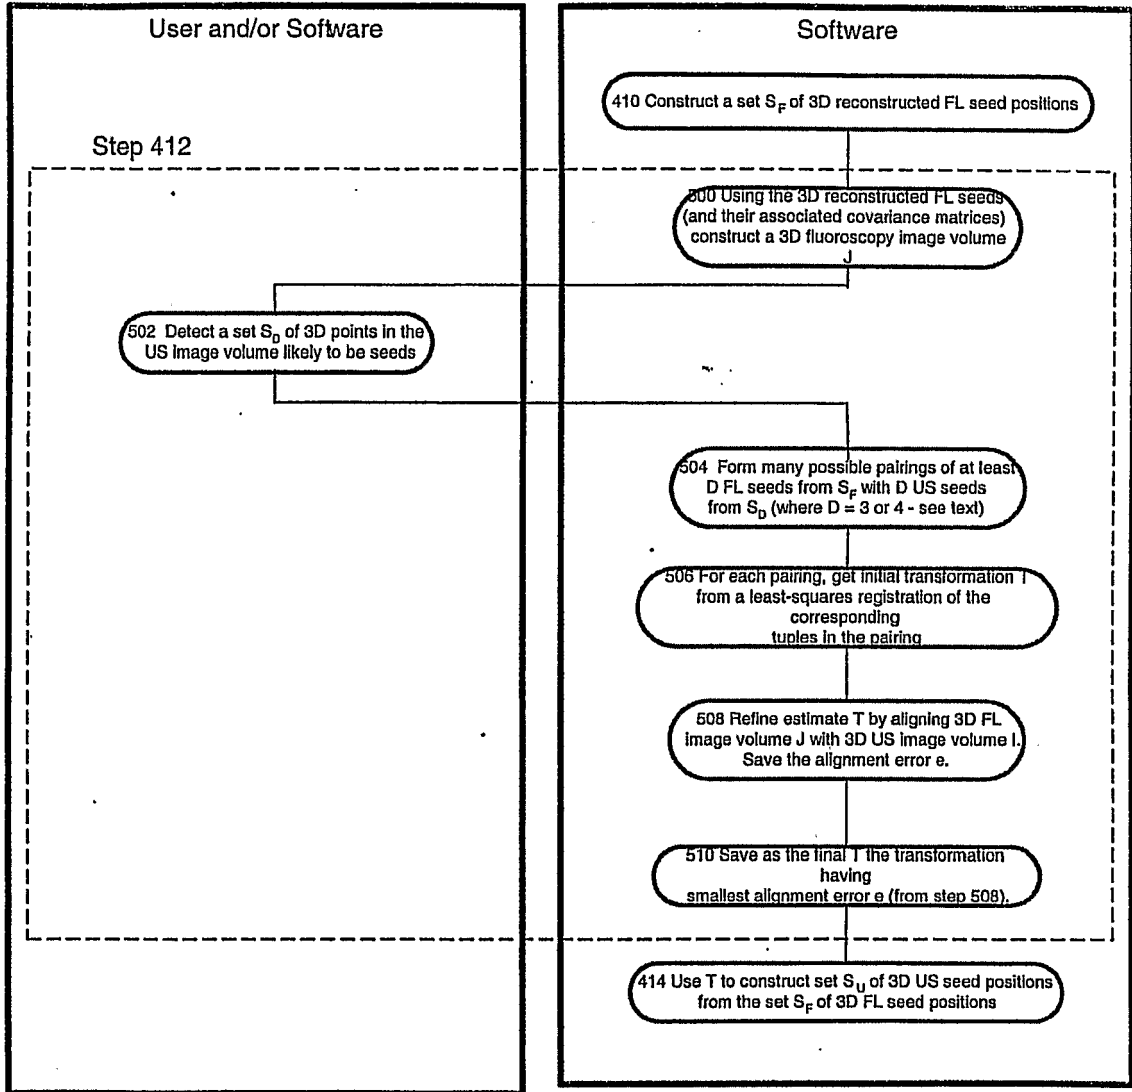 User and/or Software
Software
410 Construct a set S_F of 3D reconstructed FL seed positions
Step 412
500 Using the 3D reconstructed FL seeds
(and their associated covariance matrices)
construct a 3D fluoroscopy image volume
J
502 Detect a set S_D of 3D points in the
US image volume likely to be seeds
504 Form many possible pairings of at least
D FL seeds from S_F with D US seeds
from S_D (where D = 3 or 4 - see text)
506 For each pairing, get initial transformation T
from a least-squares registration of the
corresponding
tuples in the pairing
508 Refine estimate T by aligning 3D FL
image volume J with 3D US image volume I.
Save the alignment error e.
510 Save as the final T the transformation
having
smallest alignment error e (from step 508).
414 Use T to construct set S_U of 3D US seed positions
from the set S_F of 3D FL seed positions